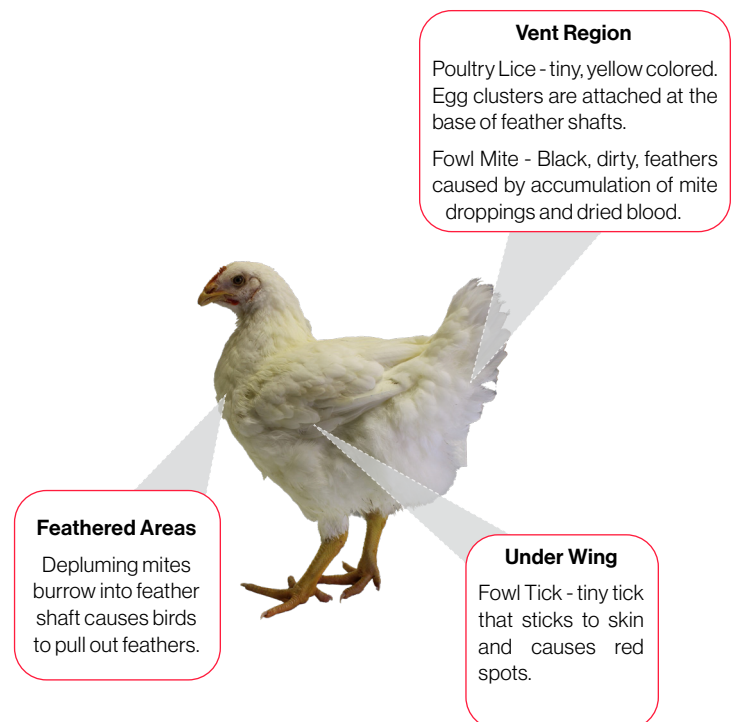 Vent Region
Poultry Lice - tiny, yellow colored.
Egg clusters are attached at the
base of feather shafts.
Fowl Mite - Black, dirty, feathers
caused by accumulation of mite
droppings and dried blood.
Feathered Areas
Depluming mites
burrow into feather
shaft causes birds
to pull out feathers.
Under Wing
Fowl Tick - tiny tick
that sticks to skin
and causes red
spots.